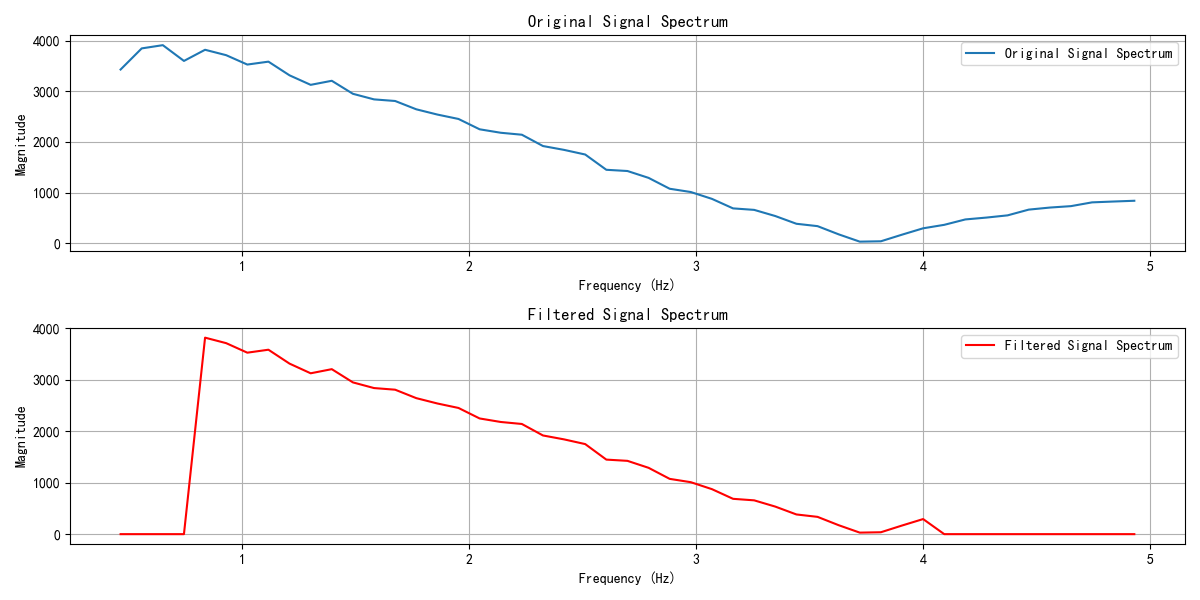 Original Signal Spectrum
Original Signal Spectrum
4000
3000
2000
1000
0
Magnitude
1 2 3 4 5
Frequency (Hz)
Filtered Signal Spectrum
Filtered Signal Spectrum
4000
3000
2000
1000
0
Magnitude
1 2 3 4 5
Frequency (Hz)